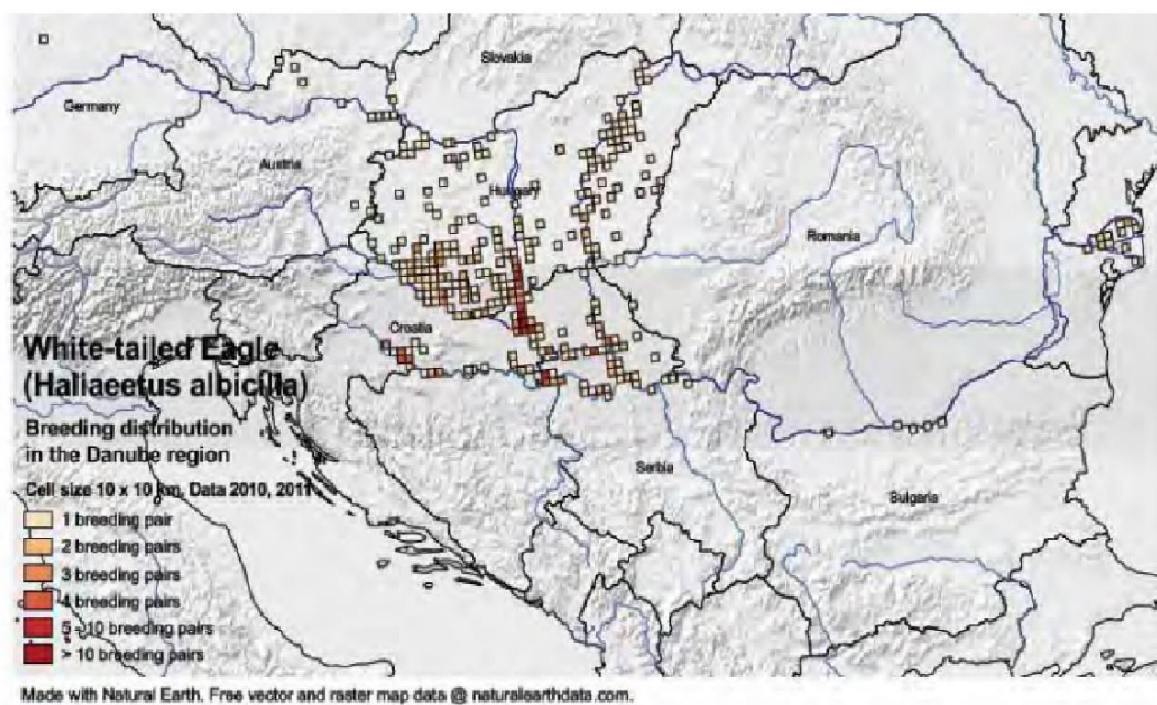 Slovakia
Germany
Austria
Hungary
Romania
Croatia
White-tailed Eagle
(Haliaeetus albicilla)
Breeding distribution
in the Danube region
Serbia
Bulgaria
Cell size 10 x 10 km, Data 2010, 2011
1 breeding pair
2 breeding pairs
3 breeding pairs
4 breeding pairs
5 - 10 breeding pairs
> 10 breeding pairs
Made with Natural Earth. Free vector and raster map data @ naturalearthdata.com.